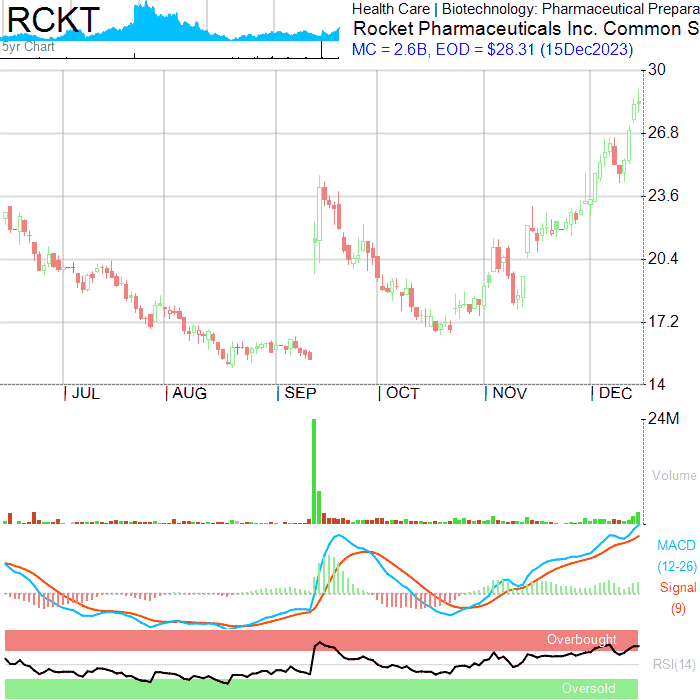 RCKT
5yr Chart
Health Care | Biotechnology: Pharmaceutical Prepara
Rocket Pharmaceuticals Inc. Common S
MC = 2.6B, EOD = $28.31 (15Dec2023)
30
26.8
23.6
20.4
17.2
14
JUL
AUG
SEP
OCT
NOV
DEC
24M
Volume
MACD
(12-26)
Signal
(9)
Overbought
RSI(14)
Oversold